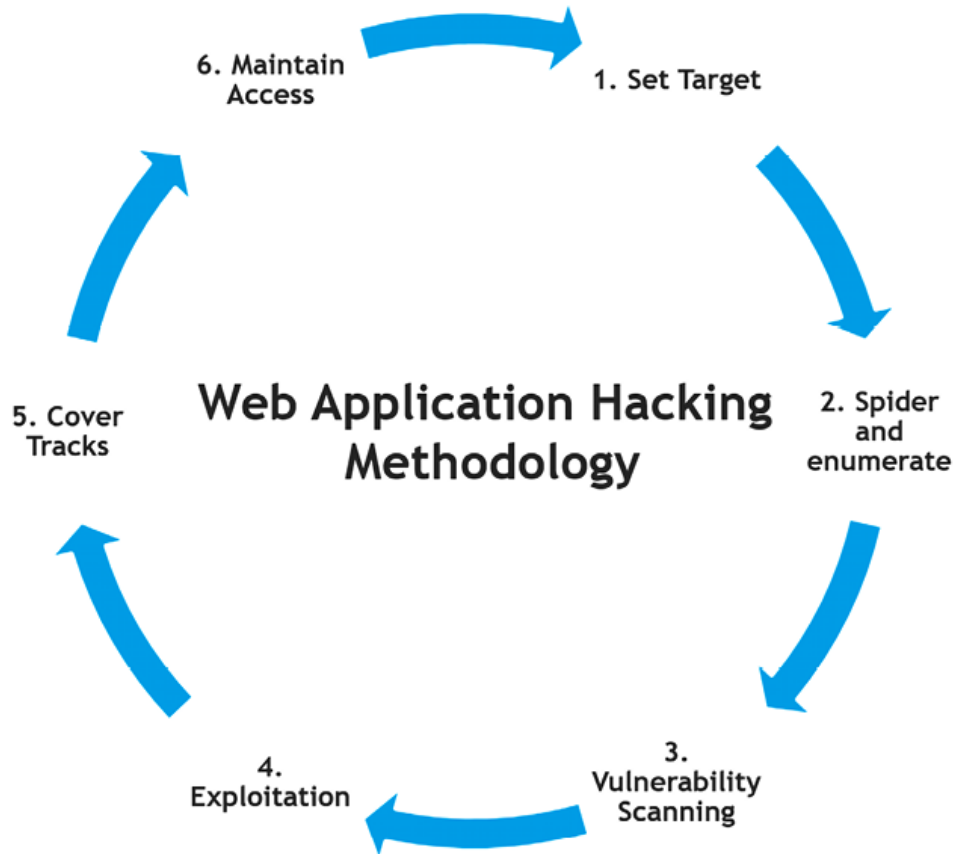 Web Application Hacking
Methodology
1. Set Target
2. Spider
and
enumerate
3.
Vulnerability
Scanning
4.
Exploitation
5. Cover
Tracks
6. Maintain
Access